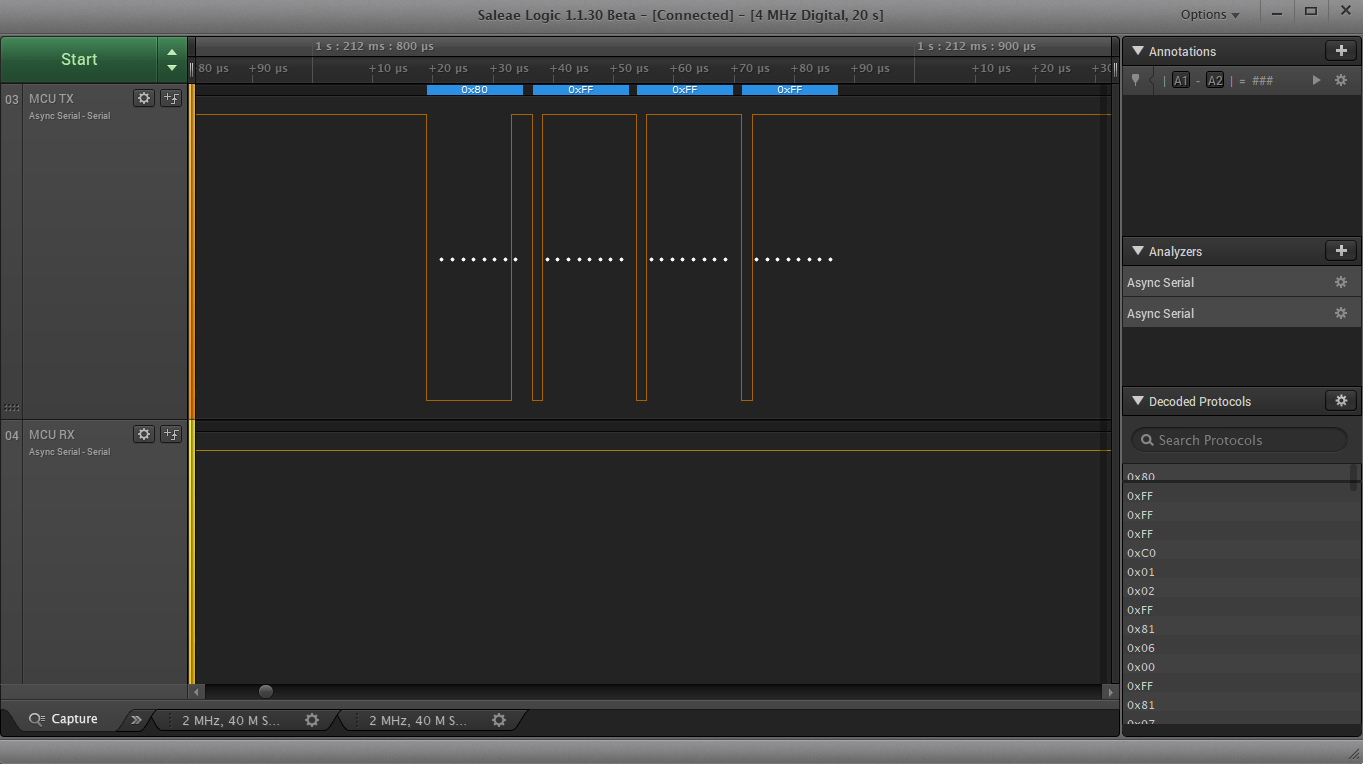 Saleae Logic 1.1.30 Beta - [Connected] - [4 MHz Digital, 20 s]
Options
Start
1 s : 212 ms : 800 µs
1 s : 212 ms : 900 µs
80 µs +90 µs +10 µs +20 µs +30 µs +40 µs +50 µs +60 µs +70 µs +80 µs +90 µs +10 µs +20 µs +30
03 MCU TX
Async Serial - Serial
0x80 0xFF 0xFF 0xFF
04 MCU RX
Async Serial - Serial
Annotations
| A1 - A2 | = ###
Analyzers
Async Serial
Async Serial
Decoded Protocols
Search Protocols
0x80
0xFF
0xFF
0xFF
0xC0
0x01
0x02
0xFF
0x81
0x06
0x00
0xFF
0x81
0x07
Capture
2 MHz, 40 M S...
2 MHz, 40 M S...